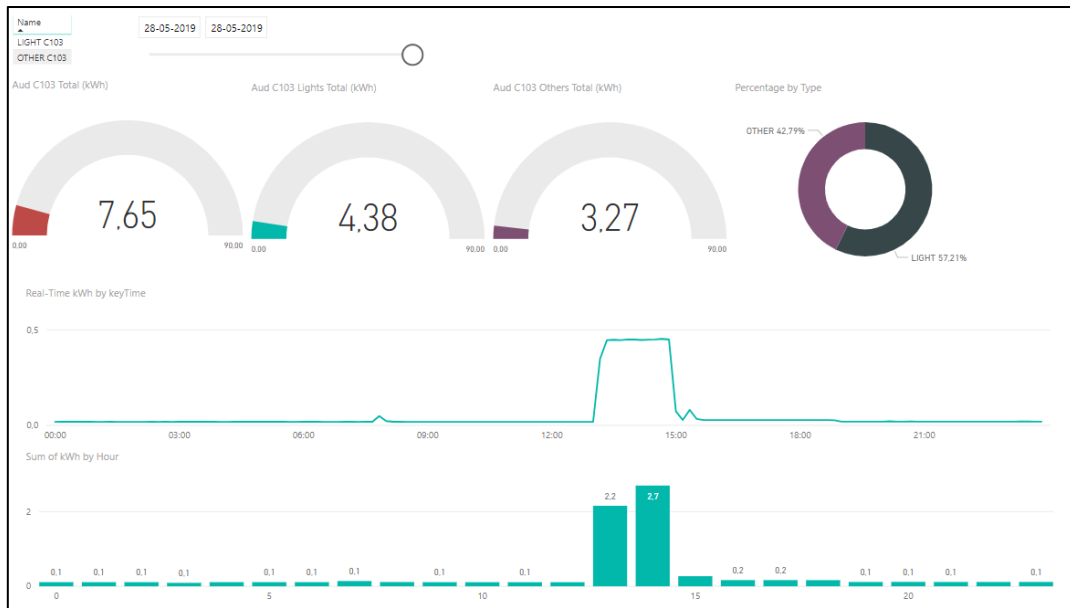 Name
LIGHT C103
OTHER C103
28-05-2019 28-05-2019
Aud C103 Total (kWh)
7,65
0,00 90,00
Aud C103 Lights Total (kWh)
4,38
0,00 90,00
Aud C103 Others Total (kWh)
3,27
0,00 90,00
Percentage by Type
OTHER 42,79%
LIGHT 57,21%
Real-Time kWh by keyTime
0,5
0,0
00:00 03:00 06:00 09:00 12:00 15:00 18:00 21:00
Sum of kWh by Hour
2
0
0,1 0,1 0,1 0,1 0,1 0,1 0,1 0,1 0,1 2,2 2,7 0,2 0,2 0,1 0,1 0,1 0,1
0 5 10 15 20